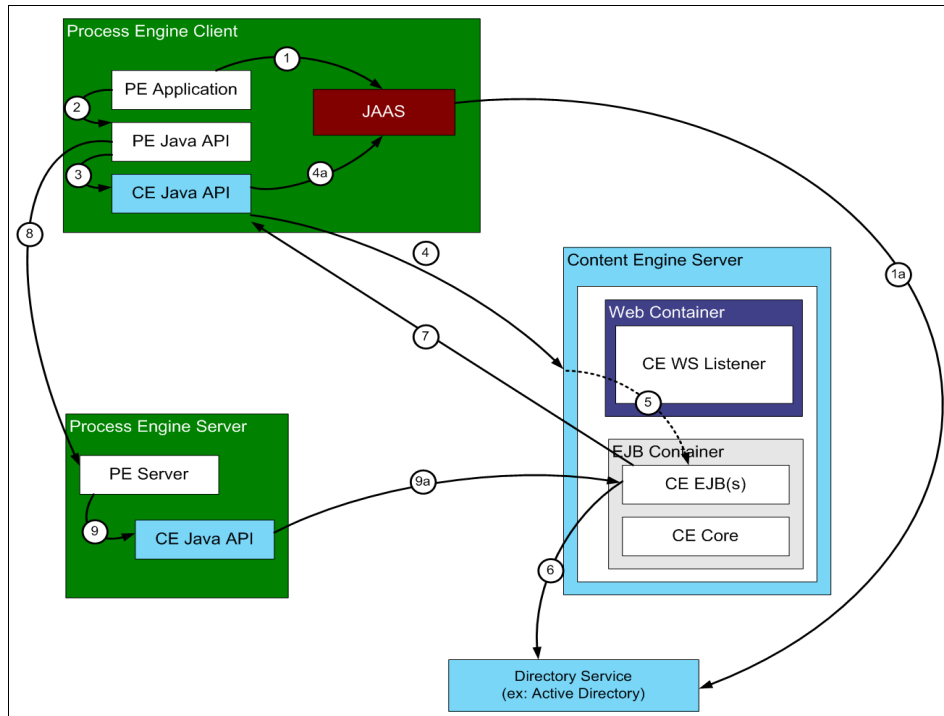 Process Engine Client
1
PE Application
2
JAAS
PE Java API
3
4a
CE Java API
8
4
Content Engine Server
1a
Web Container
7
CE WS Listener
5
Process Engine Server
EJB Container
PE Server
9a
CE EJB(s)
9
CE Java API
CE Core
6
Directory Service
(ex: Active Directory)